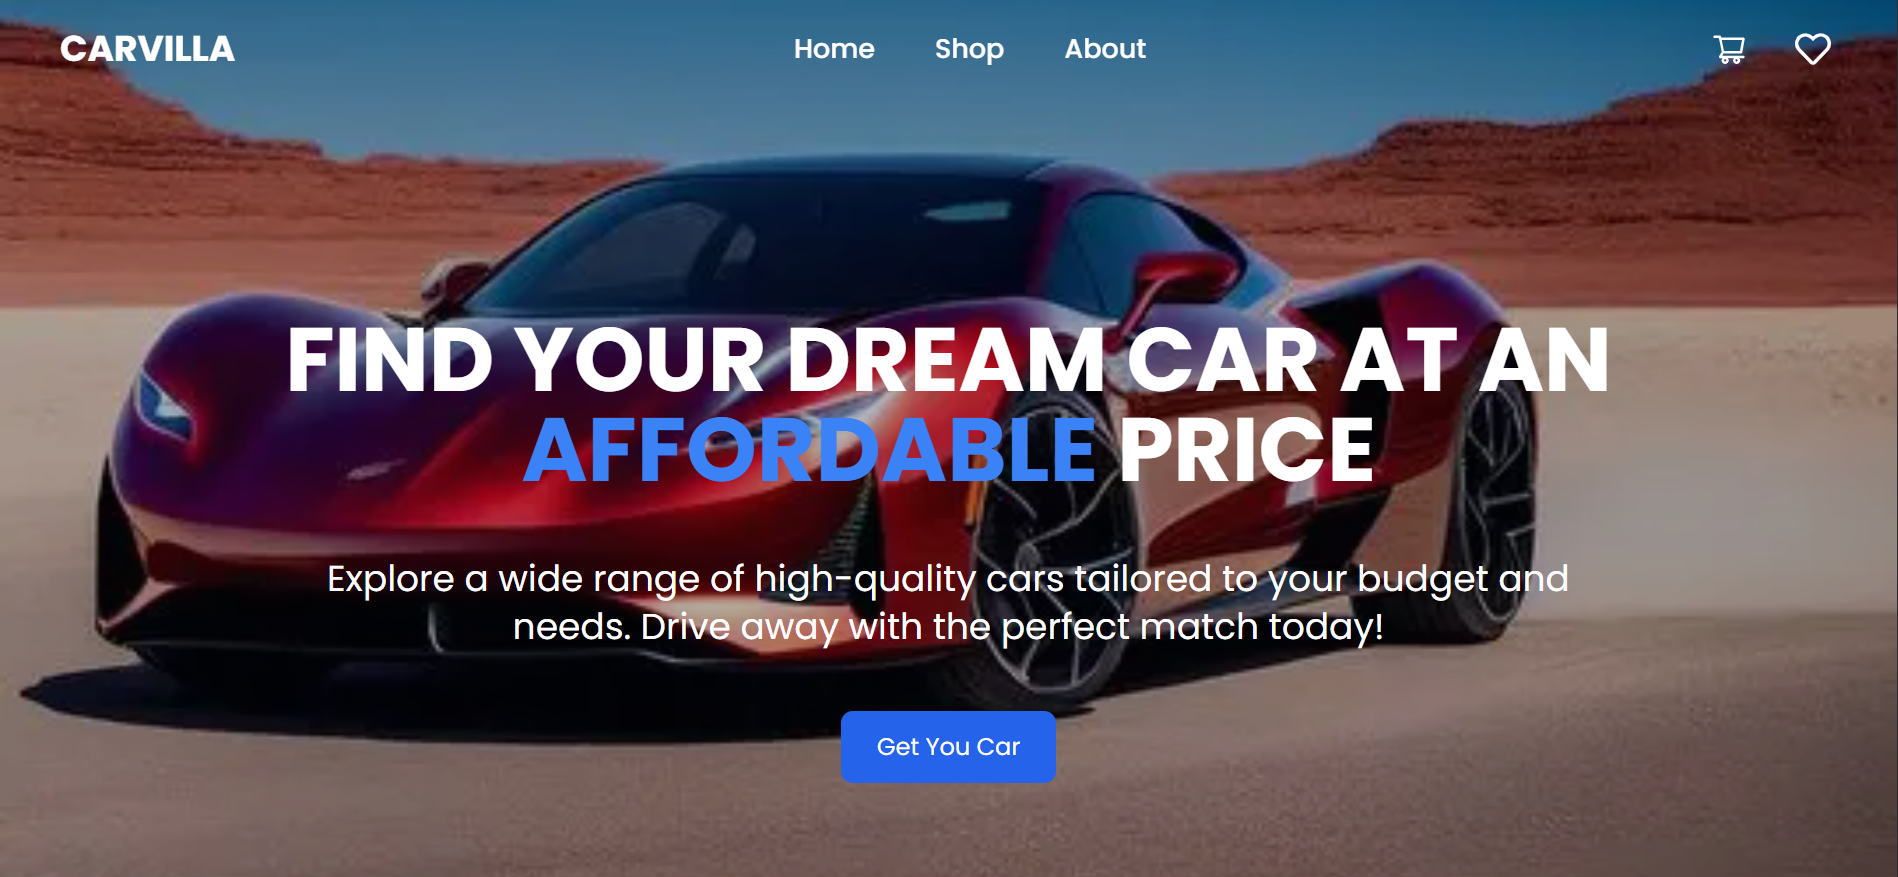 CARVILLA
Home Shop About
FIND YOUR DREAM CAR AT AN
AFFORDABLE PRICE
Explore a wide range of high-quality cars tailored to your budget and
needs. Drive away with the perfect match today!
Get You Car